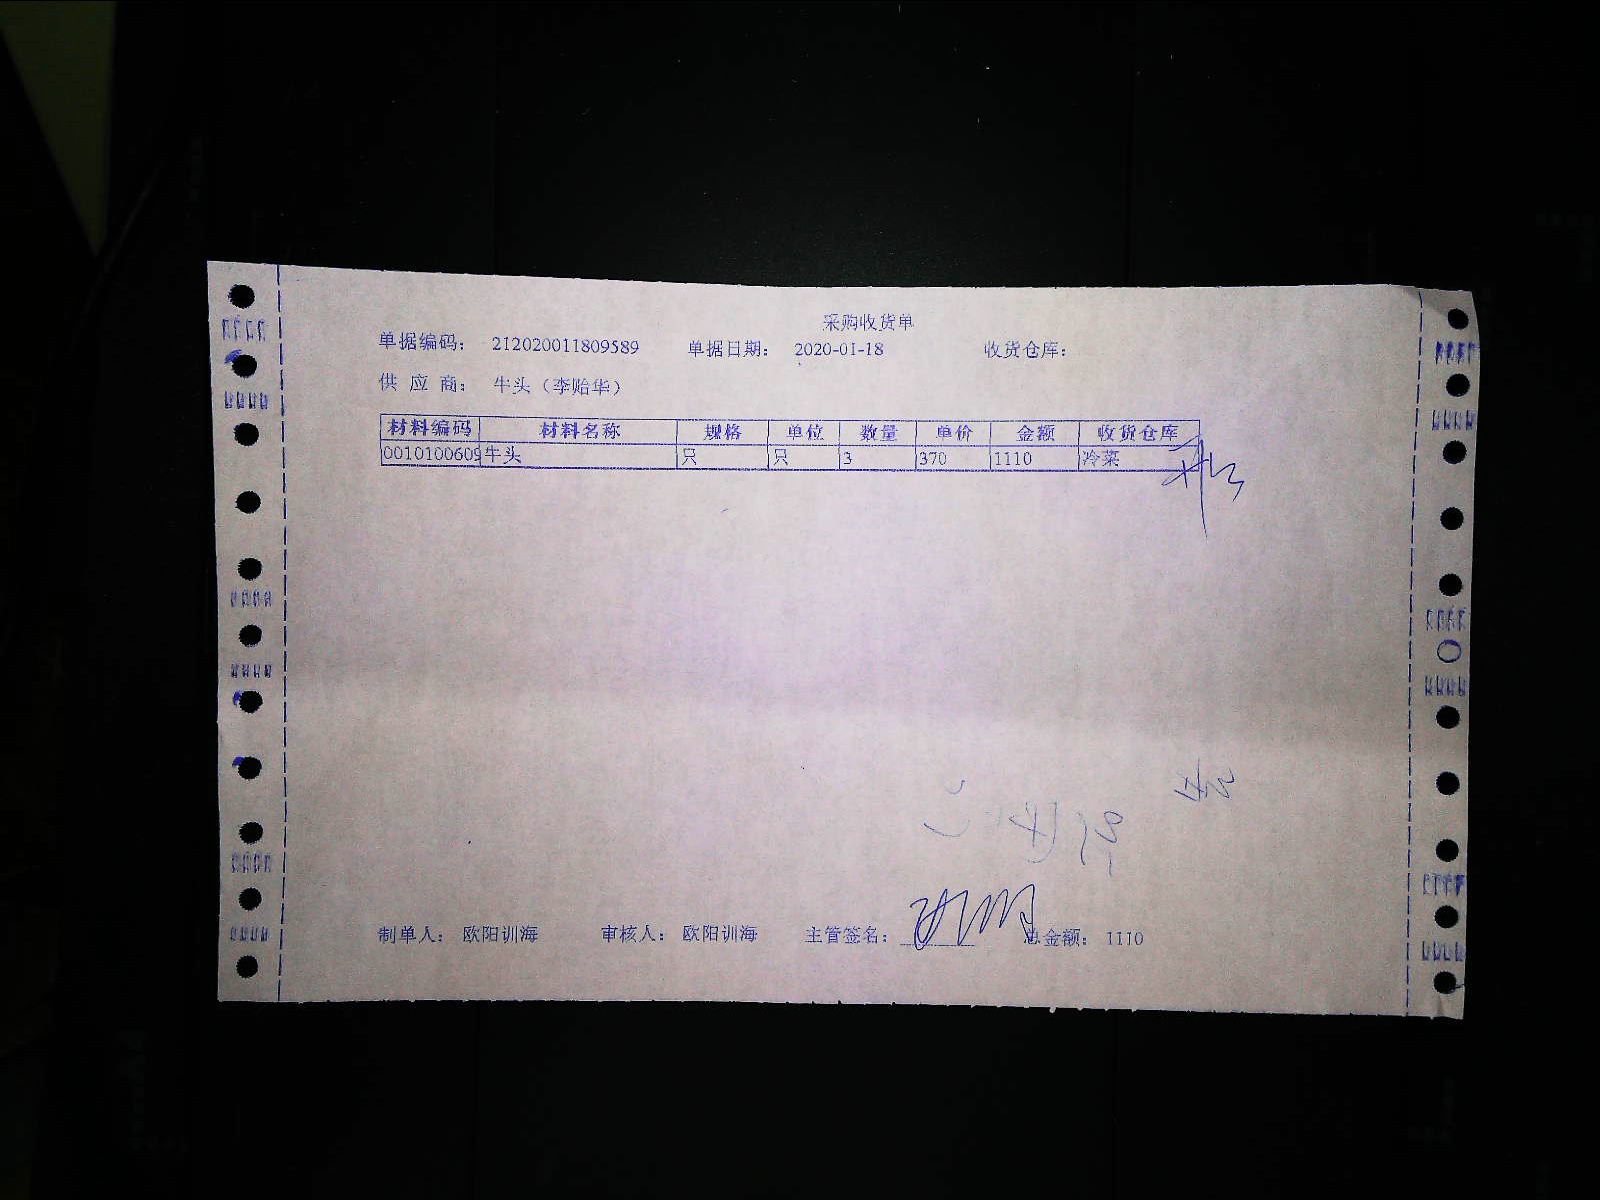 采购收货单
单据编码： 212020011809589 单据日期： 2020-01-18 收货仓库：
供 应 商： 牛头（李贻华）
材料编码 材料名称 规格 单位 数量 单价 金额 收货仓库
0010100609 牛头 只 只 3 370 1110 冷菜
制单人： 欧阳训海 审核人： 欧阳训海 主管签名： 总金额： 1110